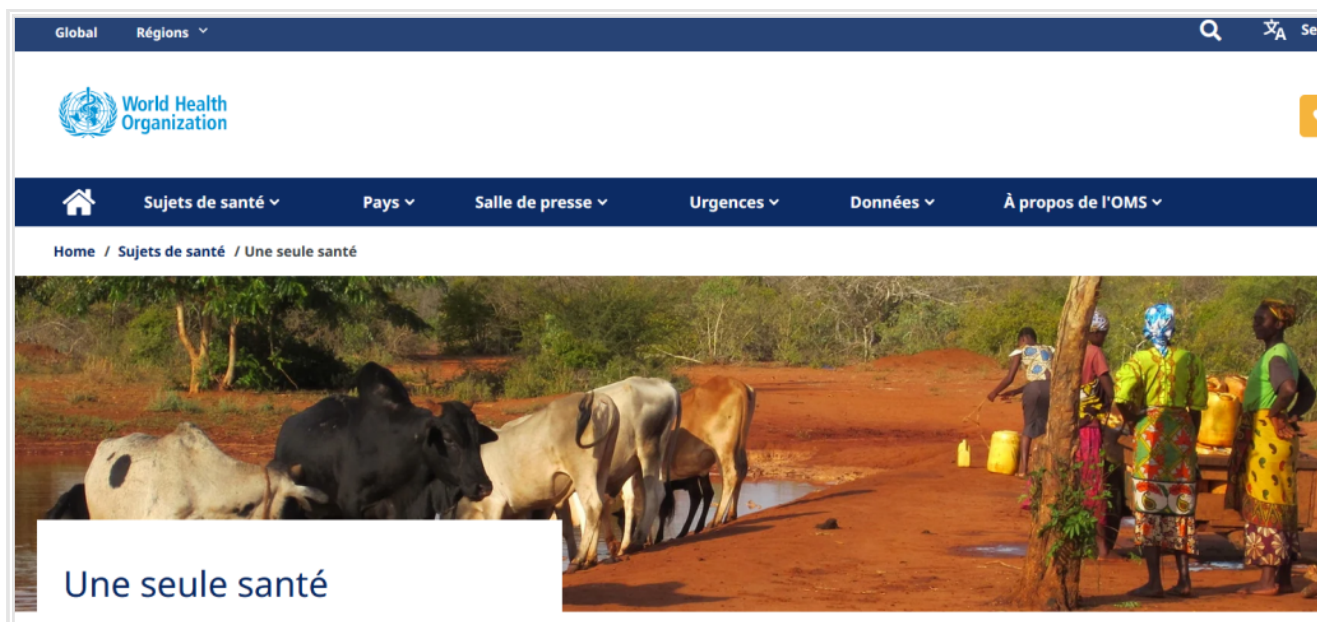 Global Régions Se
World Health
Organization
Sujets de santé Pays Salle de presse Urgences Données À propos de l'OMS
Home / Sujets de santé / Une seule santé
Une seule santé